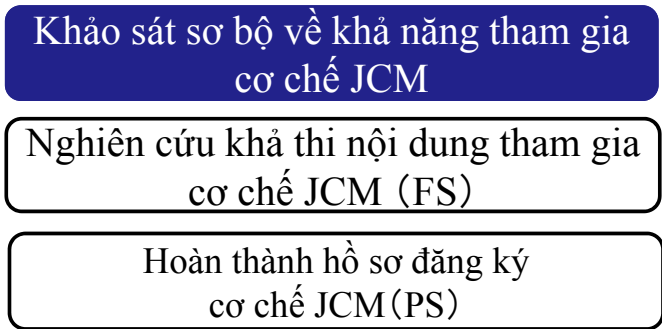 Khảo sát sơ bộ về khả năng tham gia
cơ chế JCM
Nghiên cứu khả thi nội dung tham gia
cơ chế JCM（FS）
Hoàn thành hồ sơ đăng ký
cơ chế JCM（PS）